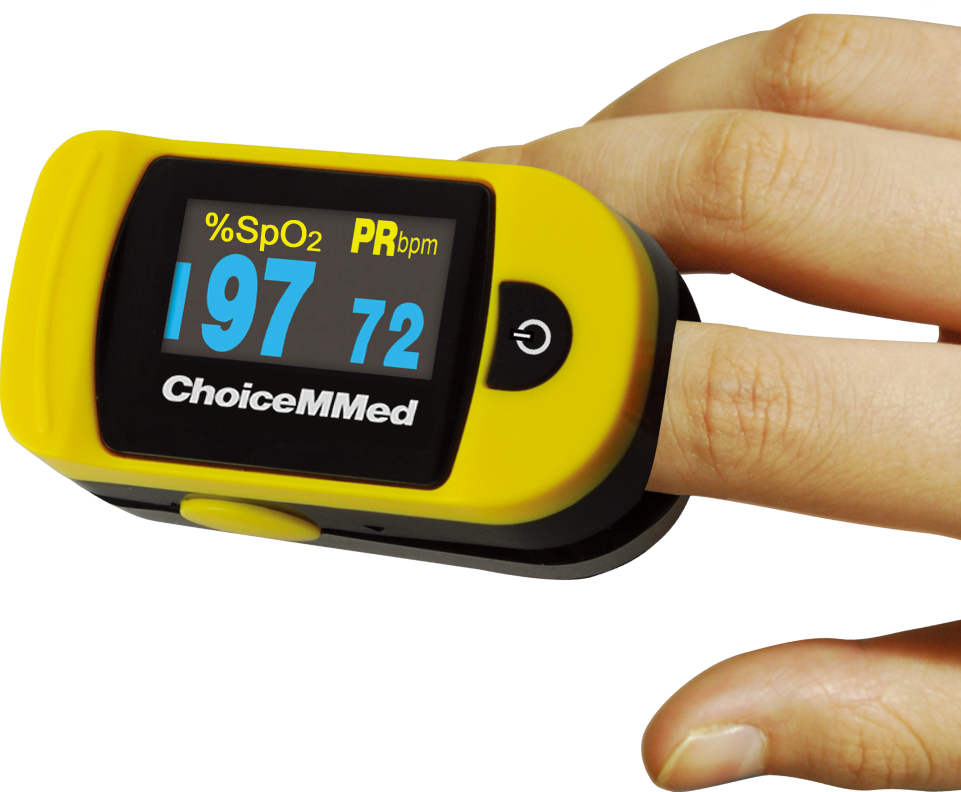 %SpO₂ PRbpm
97 72
ChoiceMMed